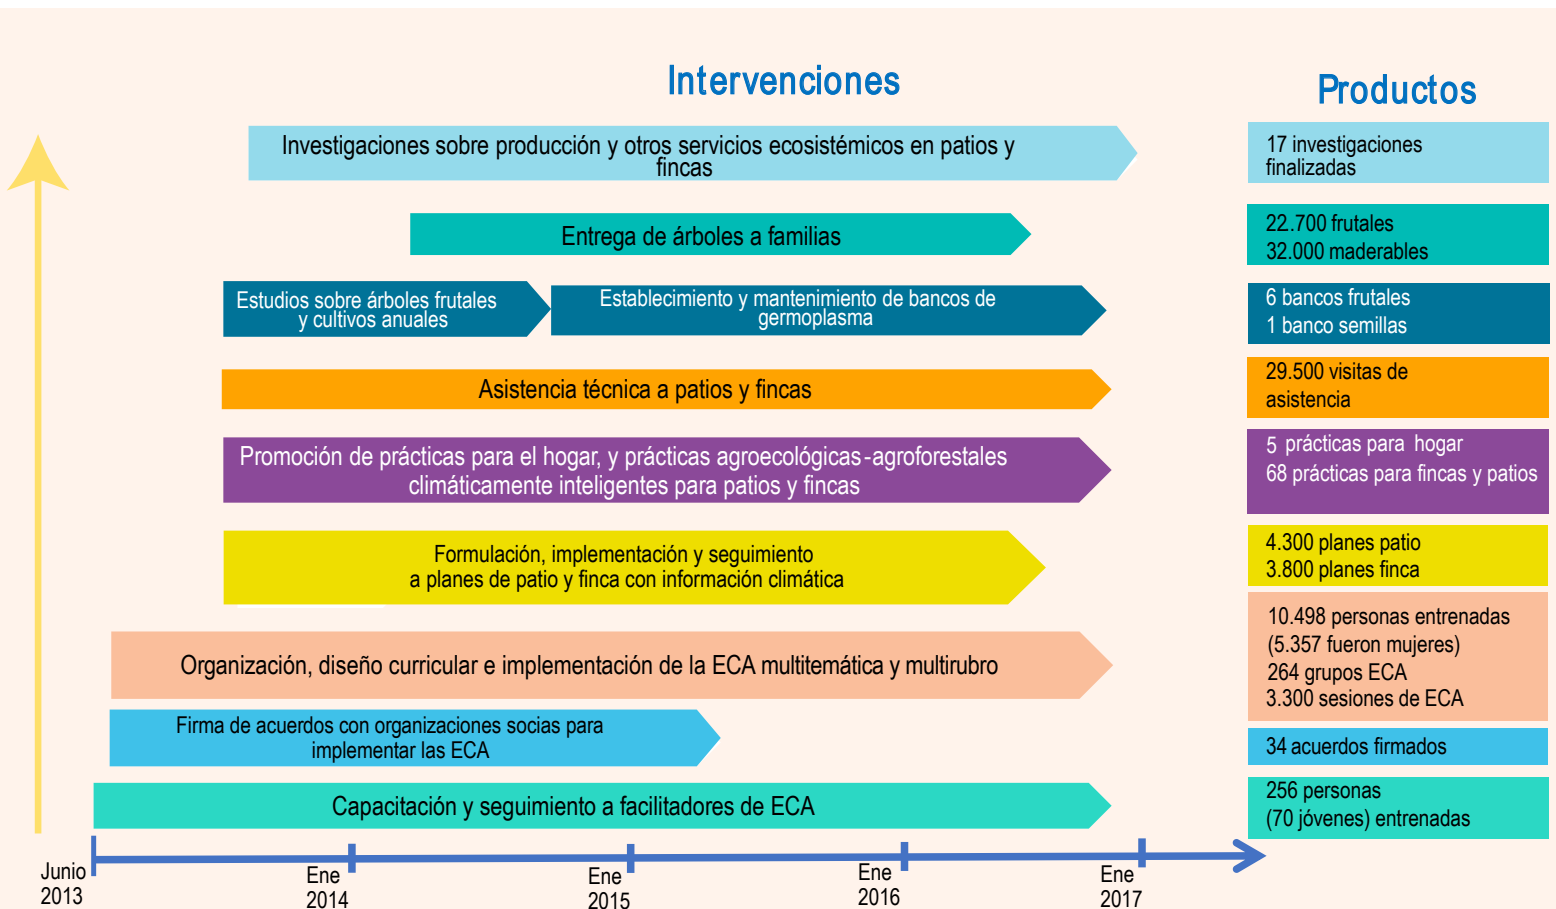 Intervenciones
Productos
Investigaciones sobre producción y otros servicios ecosistémicos en patios y
fincas
17 investigaciones
finalizadas
Entrega de árboles a familias
22.700 frutales
32.000 maderables
Estudios sobre árboles frutales
y cultivos anuales
Establecimiento y mantenimiento de bancos de
germoplasma
6 bancos frutales
1 banco semillas
Asistencia técnica a patios y fincas
29.500 visitas de
asistencia
Promoción de prácticas para el hogar, y prácticas agroecológicas-agroforestales
climáticamente inteligentes para patios y fincas
5 prácticas para hogar
68 prácticas para fincas y patios
Formulación, implementación y seguimiento
a planes de patio y finca con información climática
4.300 planes patio
3.800 planes finca
Organización, diseño curricular e implementación de la ECA multitemática y multirubro
10.498 personas entrenadas
(5.357 fueron mujeres)
264 grupos ECA
3.300 sesiones de ECA
Firma de acuerdos con organizaciones socias para
implementar las ECA
34 acuerdos firmados
Capacitación y seguimiento a facilitadores de ECA
256 personas
(70 jóvenes) entrenadas
Junio
2013
Ene
2014
Ene
2015
Ene
2016
Ene
2017